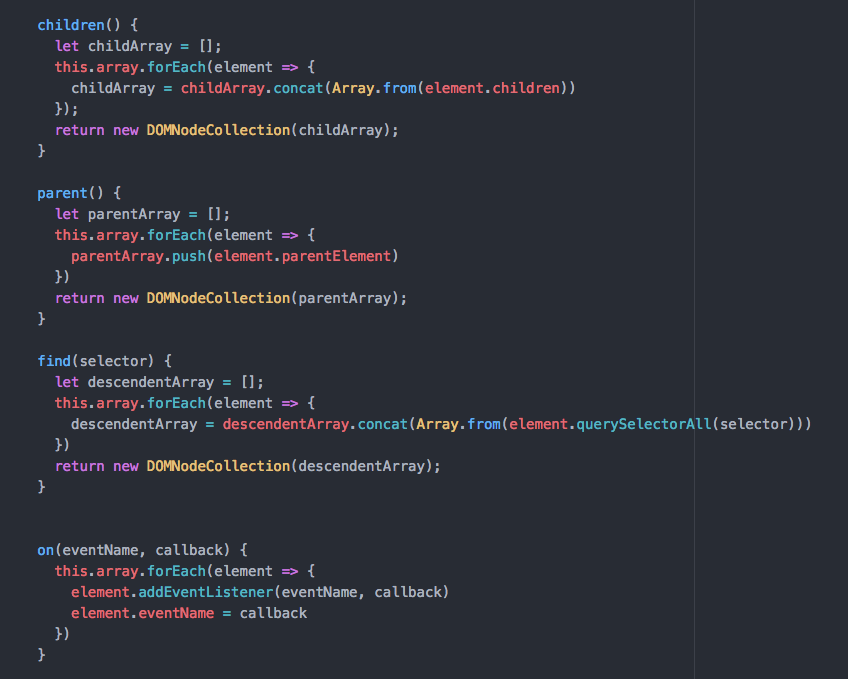 children() {
  let childArray = [];
  this.array.forEach(element => {
    childArray = childArray.concat(Array.from(element.children))
  });
  return new DOMNodeCollection(childArray);
}

parent() {
  let parentArray = [];
  this.array.forEach(element => {
    parentArray.push(element.parentElement)
  })
  return new DOMNodeCollection(parentArray);
}

find(selector) {
  let descendentArray = [];
  this.array.forEach(element => {
    descendentArray = descendentArray.concat(Array.from(element.querySelectorAll(selector)))
  })
  return new DOMNodeCollection(descendentArray);
}

on(eventName, callback) {
  this.array.forEach(element => {
    element.addEventListener(eventName, callback)
    element.eventName = callback
  })
}